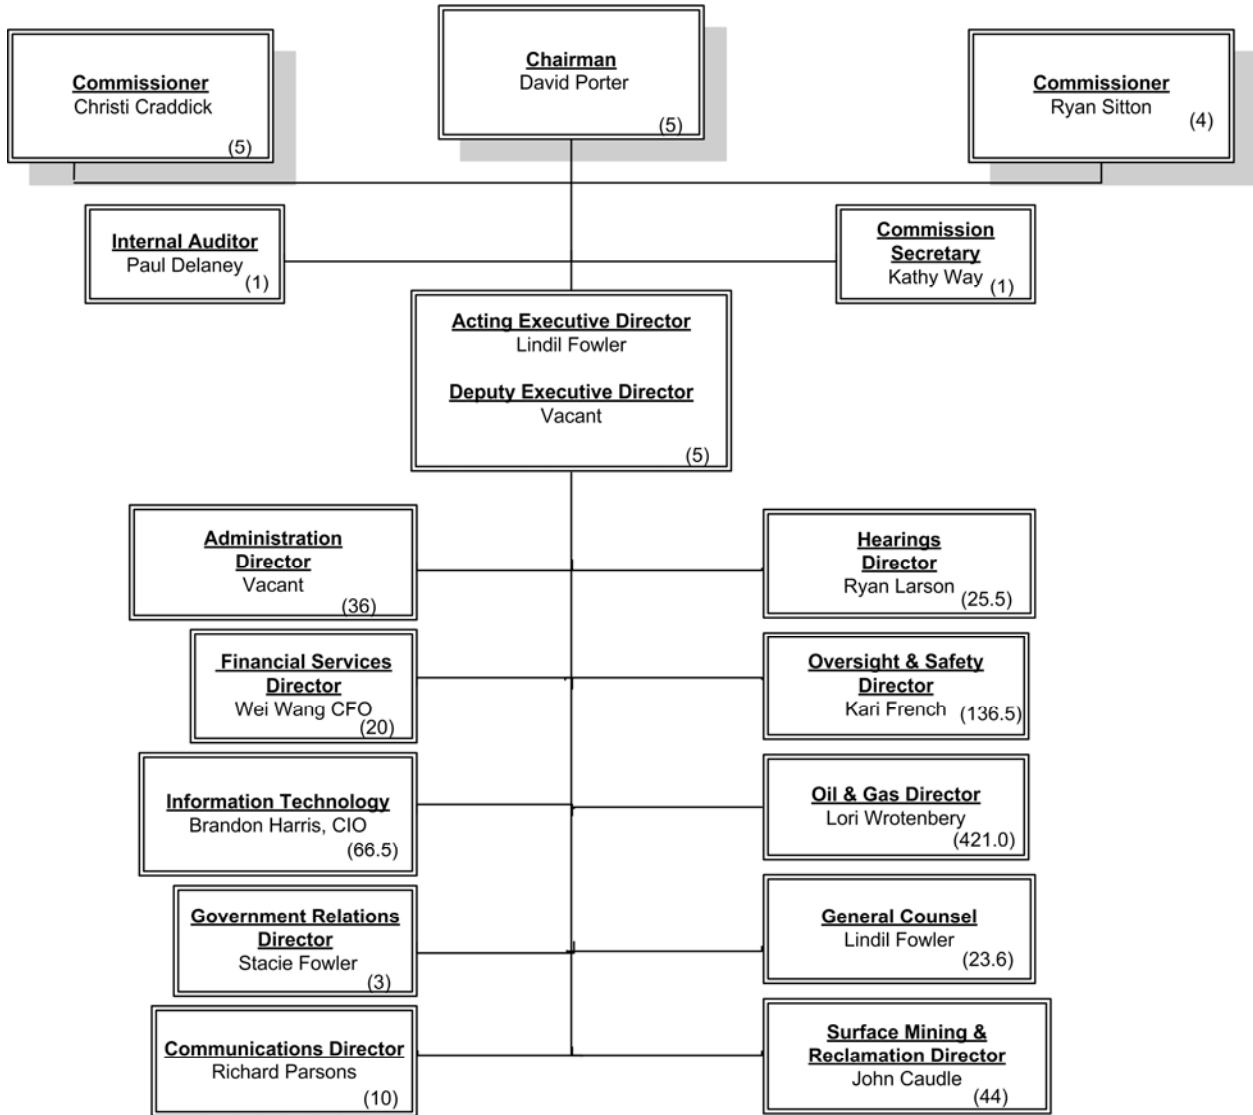 Commissioner
Christi Craddick
(5)
Chairman
David Porter
(5)
Commissioner
Ryan Sitton
(4)
Internal Auditor
Paul Delaney
(1)
Commission
Secretary
Kathy Way
(1)
Acting Executive Director
Lindil Fowler
Deputy Executive Director
Vacant
(5)
Administration
Director
Vacant
(36)
Hearings
Director
Ryan Larson
(25.5)
Financial Services
Director
Wei Wang CFO
(20)
Oversight & Safety
Director
Kari French
(136.5)
Information Technology
Brandon Harris, CIO
(66.5)
Oil & Gas Director
Lori Wrotenbery
(421.0)
Government Relations
Director
Stacie Fowler
(3)
General Counsel
Lindil Fowler
(23.6)
Communications Director
Richard Parsons
(10)
Surface Mining &
Reclamation Director
John Caudle
(44)